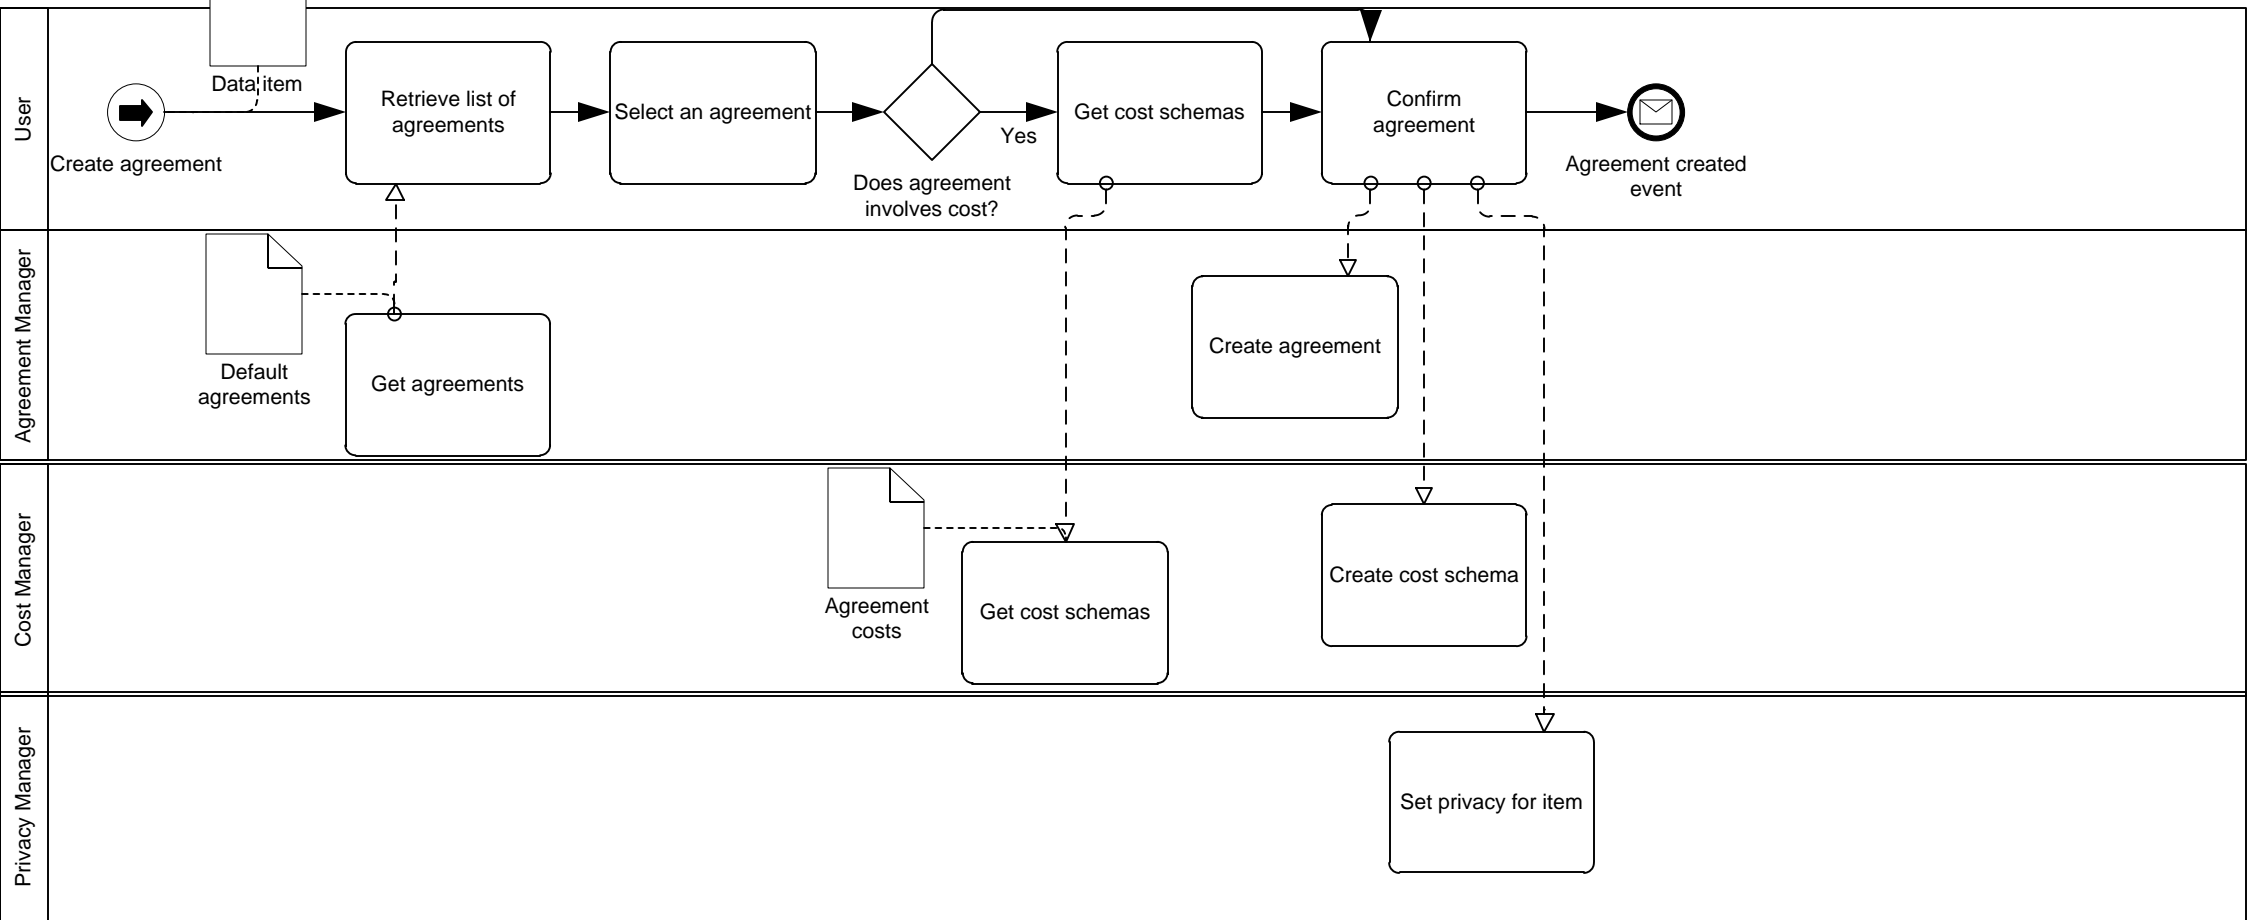 User
Data item
Create agreement
Retrieve list of
agreements
Select an agreement
Does agreement
involves cost?
Yes
Get cost schemas
Confirm
agreement
Agreement created
event
Agreement Manager
Default
agreements
Get agreements
Create agreement
Cost Manager
Agreement
costs
Get cost schemas
Create cost schema
Privacy Manager
Set privacy for item